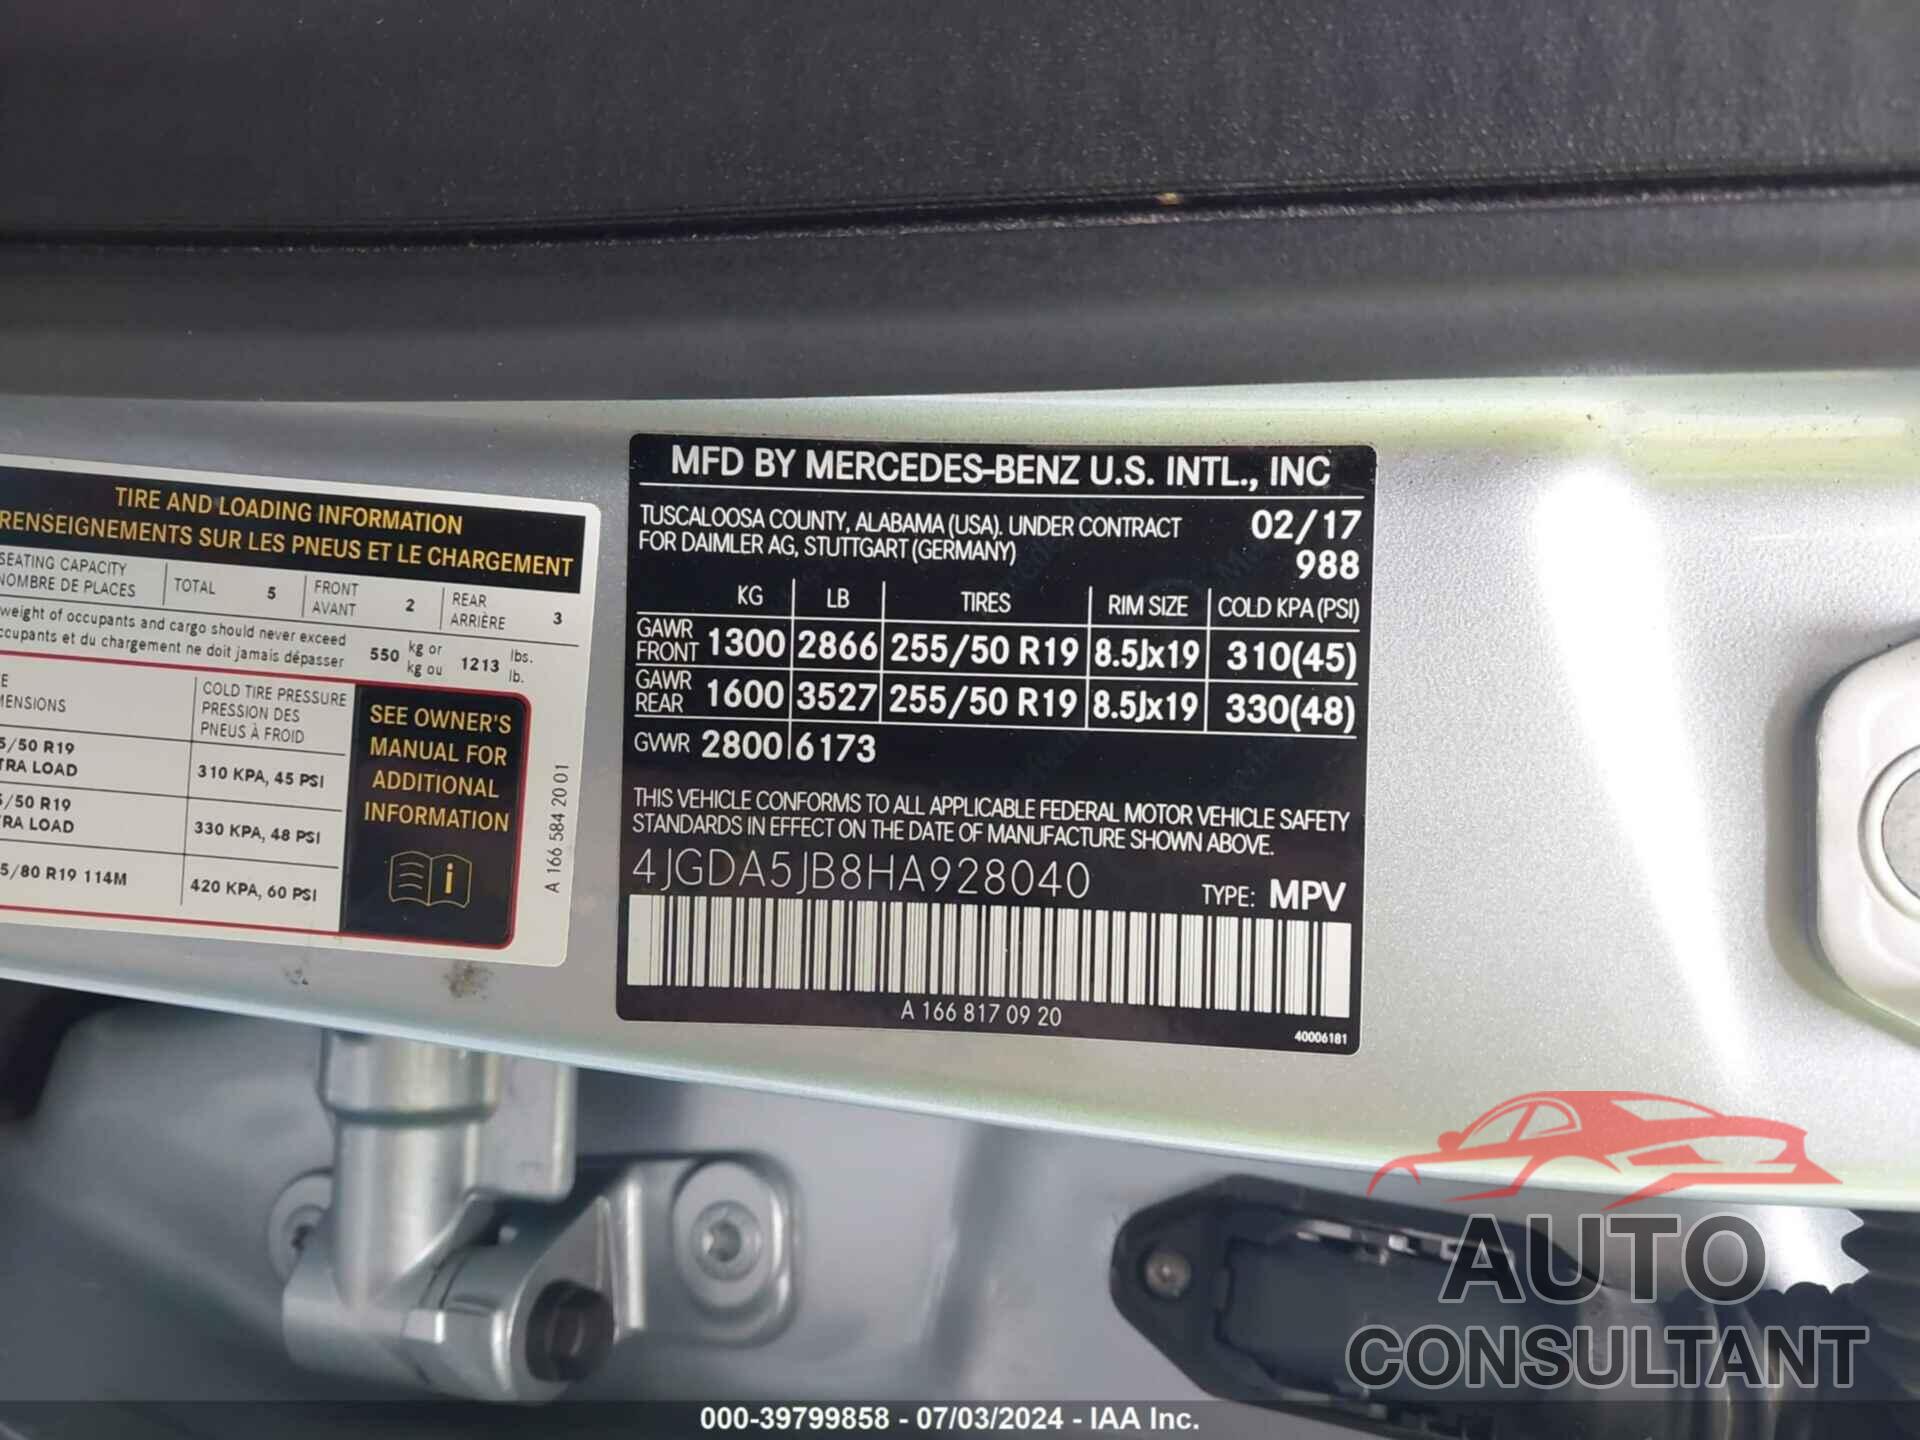 TIRE AND LOADING INFORMATION
RENSEIGNEMENTS SUR LES PNEUS ET LE CHARGEMENT
SEATING CAPACITY
NOMBRE DE PLACES
TOTAL 5
FRONT
AVANT 2
REAR
ARRIÈRE 3
weight of occupants and cargo should never exceed
occupants et du chargement ne doit jamais dépasser
550 kg or
kg ou
1213 lbs.
lb.
COLD TIRE PRESSURE
PRESSION DES
PNEUS À FROID
5/50 R19
TRA LOAD
310 KPA, 45 PSI
5/50 R19
TRA LOAD
330 KPA, 48 PSI
5/80 R19 114M
420 KPA, 60 PSI
SEE OWNER'S
MANUAL FOR
ADDITIONAL
INFORMATION
i
A 166 584 20 01
MFD BY MERCEDES-BENZ U.S. INTL., INC
TUSCALOOSA COUNTY, ALABAMA (USA). UNDER CONTRACT
FOR DAIMLER AG, STUTTGART (GERMANY)
02/17
988
KG LB TIRES RIM SIZE COLD KPA (PSI)
GAWR
FRONT 1300 2866 255/50 R19 8.5Jx19 310(45)
GAWR
REAR 1600 3527 255/50 R19 8.5Jx19 330(48)
GVWR 2800 6173
THIS VEHICLE CONFORMS TO ALL APPLICABLE FEDERAL MOTOR VEHICLE SAFETY
STANDARDS IN EFFECT ON THE DATE OF MANUFACTURE SHOWN ABOVE.
4JGDA5JB8HA928040
TYPE: MPV
A 166 817 09 20
40006181
AUTO
CONSULTANT
000-39799858 - 07/03/2024 - IAA Inc.